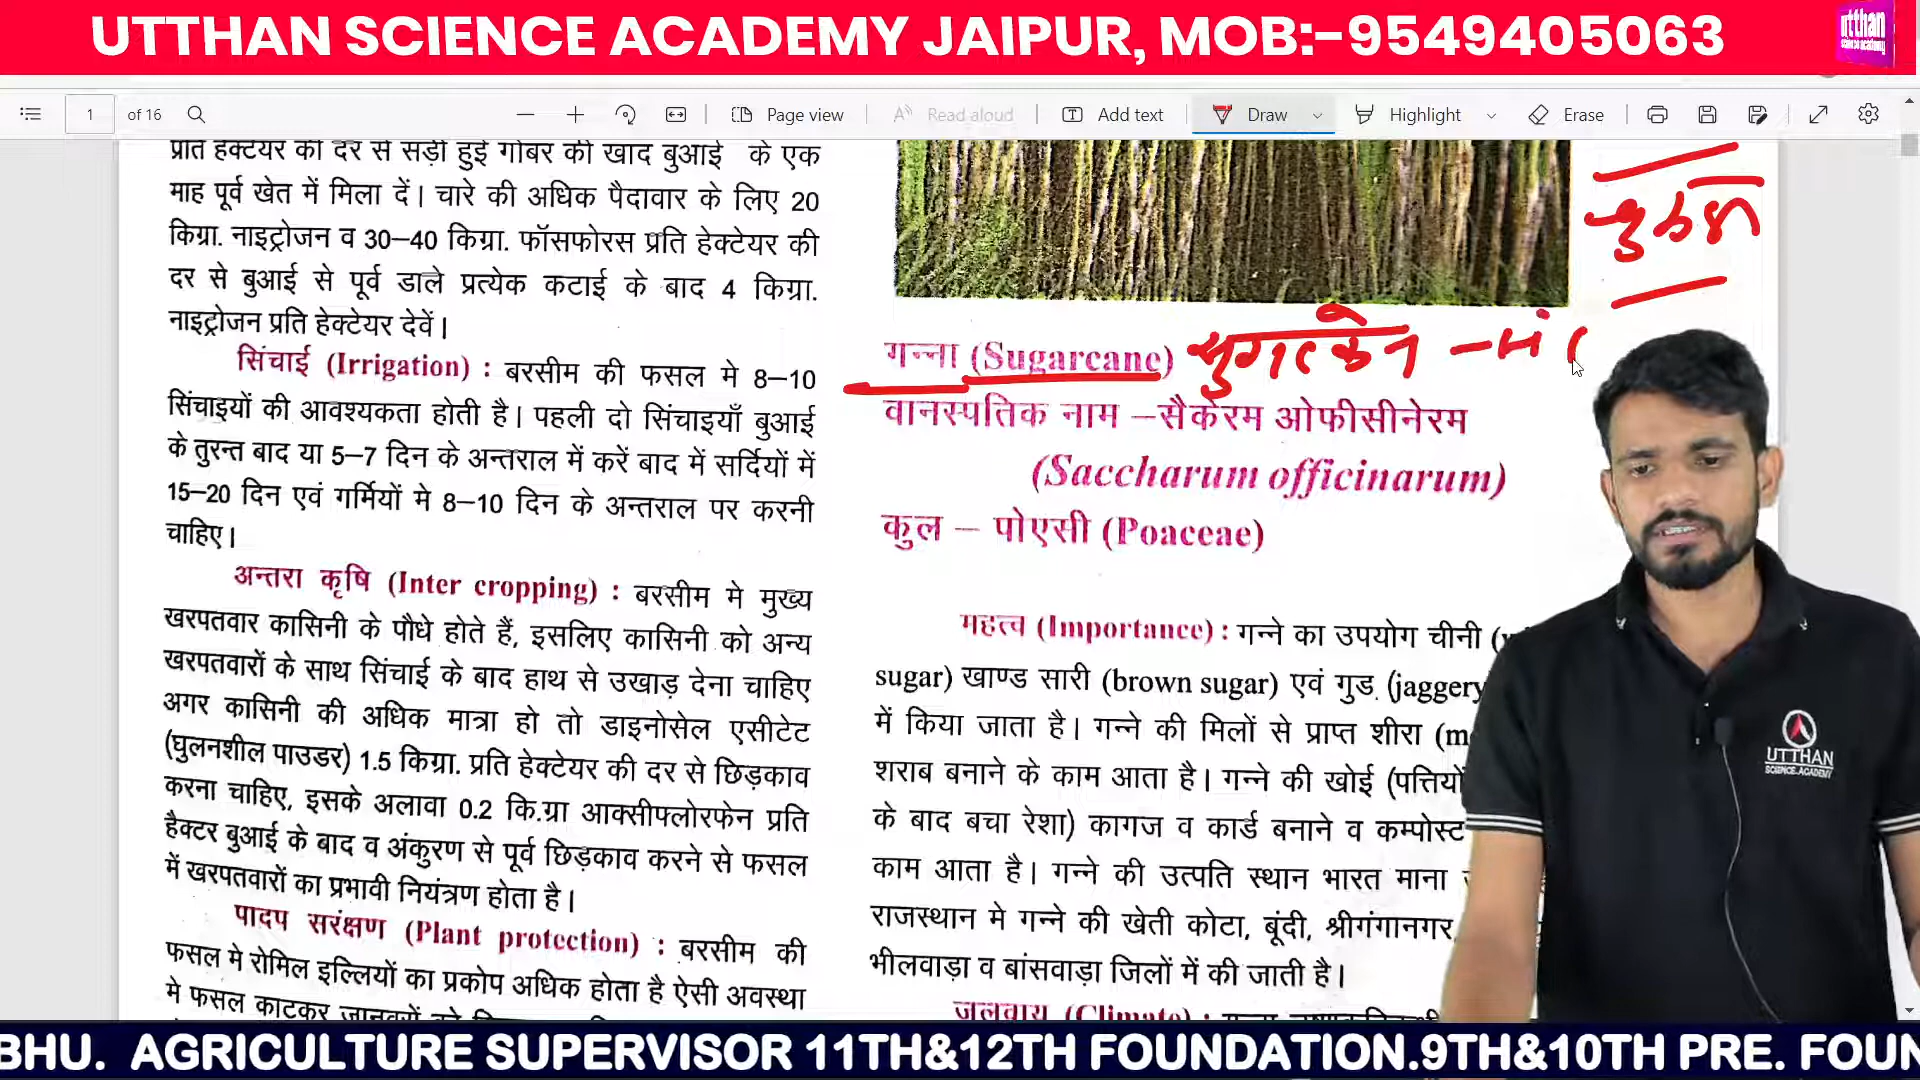 UTTHAN SCIENCE ACADEMY JAIPUR, MOB:-9549405063
utthan
1 of 16 Page view Read aloud Add text Draw Highlight Erase
प्रति हेक्टेयर की दर से सड़ी हुई गोबर की खाद बुआई के एक
माह पूर्व खेत में मिला दें। चारे की अधिक पैदावार के लिए 20
किग्रा. नाइट्रोजन व 30–40 किग्रा. फॉसफोरस प्रति हेक्टेयर की
दर से बुआई से पूर्व डाले प्रत्येक कटाई के बाद 4 किग्रा.
नाइट्रोजन प्रति हेक्टेयर देवें।
सिंचाई (Irrigation) : बरसीम की फसल मे 8–10
सिंचाइयों की आवश्यकता होती है। पहली दो सिंचाइयाँ बुआई
के तुरन्त बाद या 5–7 दिन के अन्तराल में करें बाद में सर्दियों में
15–20 दिन एवं गर्मियों मे 8–10 दिन के अन्तराल पर करनी
चाहिए।
अन्तरा कृषि (Inter cropping) : बरसीम मे मुख्य
खरपतवार कासिनी के पौधे होते हैं, इसलिए कासिनी को अन्य
खरपतवारों के साथ सिंचाई के बाद हाथ से उखाड़ देना चाहिए
अगर कासिनी की अधिक मात्रा हो तो डाइनोसेल एसीटेट
(घुलनशील पाउडर) 1.5 किग्रा. प्रति हेक्टेयर की दर से छिड़काव
करना चाहिए, इसके अलावा 0.2 कि.ग्रा आक्सीफ्लोरफेन प्रति
हैक्टर बुआई के बाद व अंकुरण से पूर्व छिड़काव करने से फसल
में खरपतवारों का प्रभावी नियंत्रण होता है।
पादप सरंक्षण (Plant protection) : बरसीम की
फसल मे रोमिल इल्लियों का प्रकोप अधिक होता है ऐसी अवस्था
मे फसल काटकर जानवरों को
गन्ना (Sugarcane) सुगरकेन
वानस्पतिक नाम –सैकेरम ओफीसीनेरम
(Saccharum officinarum)
कुल – पोएसी (Poaceae)
महत्व (Importance) : गन्ने का उपयोग चीनी
sugar) खाण्ड सारी (brown sugar) एवं गुड. (jaggery
में किया जाता है। गन्ने की मिलों से प्राप्त शीरा
शराब बनाने के काम आता है। गन्ने की खोई (पत्तियों
के बाद बचा रेशा) कागज व कार्ड बनाने व कम्पोस्ट
काम आता है। गन्ने की उत्पति स्थान भारत माना
राजस्थान मे गन्ने की खेती कोटा, बूंदी, श्रीगंगानगर,
भीलवाड़ा व बांसवाड़ा जिलों में की जाती है।
जलवायु (Climate) :
UTTHAN
SCIENCE ACADEMY
BHU. AGRICULTURE SUPERVISOR 11TH&12TH FOUNDATION.9TH&10TH PRE. FOUN